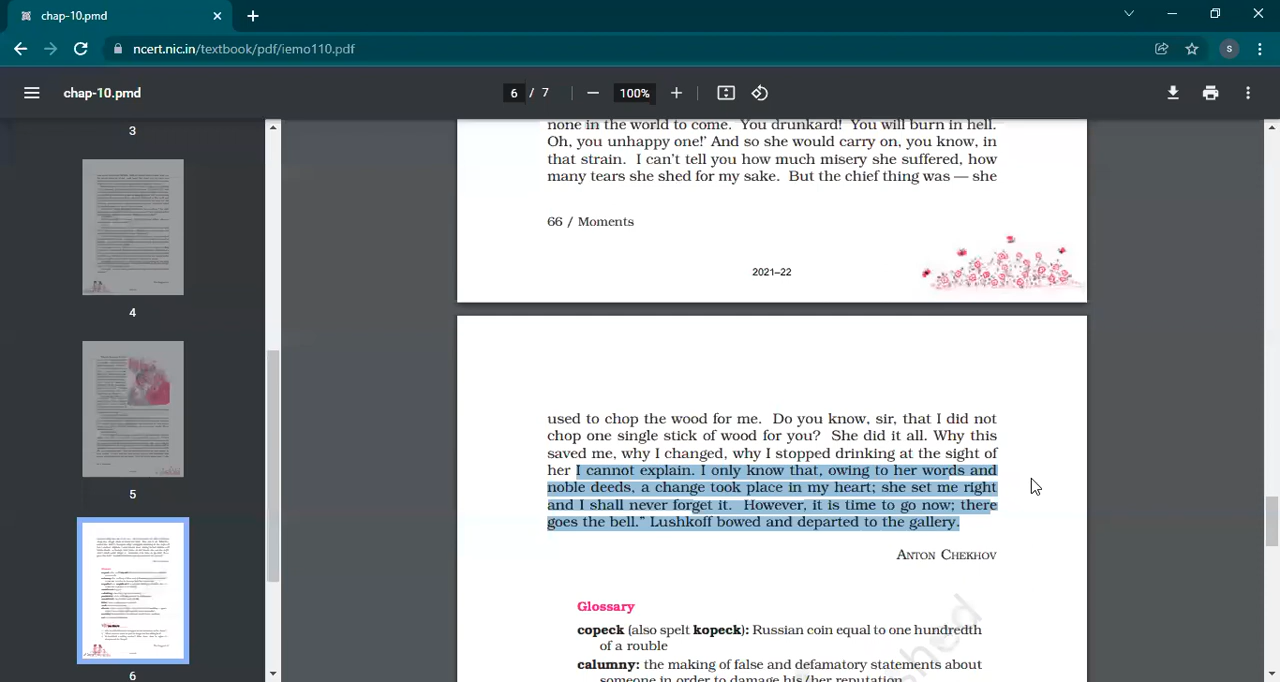 chap-10.pmd
ncert.nic.in/textbook/pdf/iemo110.pdf
S
chap-10.pmd
6 / 7
100%
3
4
5
6
none in the world to come. You drunkard! You will burn in hell.
Oh, you unhappy one!' And so she would carry on, you know, in
that strain. I can't tell you how much misery she suffered, how
many tears she shed for my sake. But the chief thing was — she
66 / Moments
2021–22
used to chop the wood for me. Do you know, sir, that I did not
chop one single stick of wood for you? She did it all. Why this
saved me, why I changed, why I stopped drinking at the sight of
her I cannot explain. I only know that, owing to her words and
noble deeds, a change took place in my heart; she set me right
and I shall never forget it. However, it is time to go now; there
goes the bell.” Lushkoff bowed and departed to the gallery.
ANTON CHEKHOV
Glossary
copeck (also spelt kopeck): Russian coin equal to one hundredth
of a rouble
calumny: the making of false and defamatory statements about
someone in order to damage his/her reputation